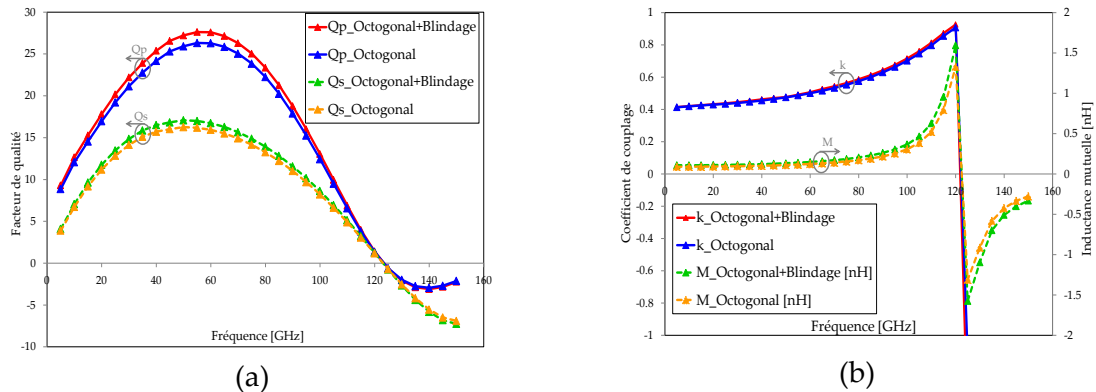 Facteur de qualité
30
25
20
15
10
5
0
-5
-10
0 20 40 60 80 100 120 140 160
Fréquence [GHz]
Qp
Qs
Qp_Octogonal+Blindage
Qp_Octogonal
Qs_Octogonal+Blindage
Qs_Octogonal
(a)
Coefficient de couplage
1
0.8
0.6
0.4
0.2
0
-0.2
-0.4
-0.6
-0.8
-1
0 20 40 60 80 100 120 140 160
Fréquence [GHz]
k
M
k_Octogonal+Blindage
k_Octogonal
M_Octogonal+Blindage [nH]
M_Octogonal [nH]
2
1.5
1
0.5
0
-0.5
-1
-1.5
-2
Inductance mutuelle [nH]
(b)